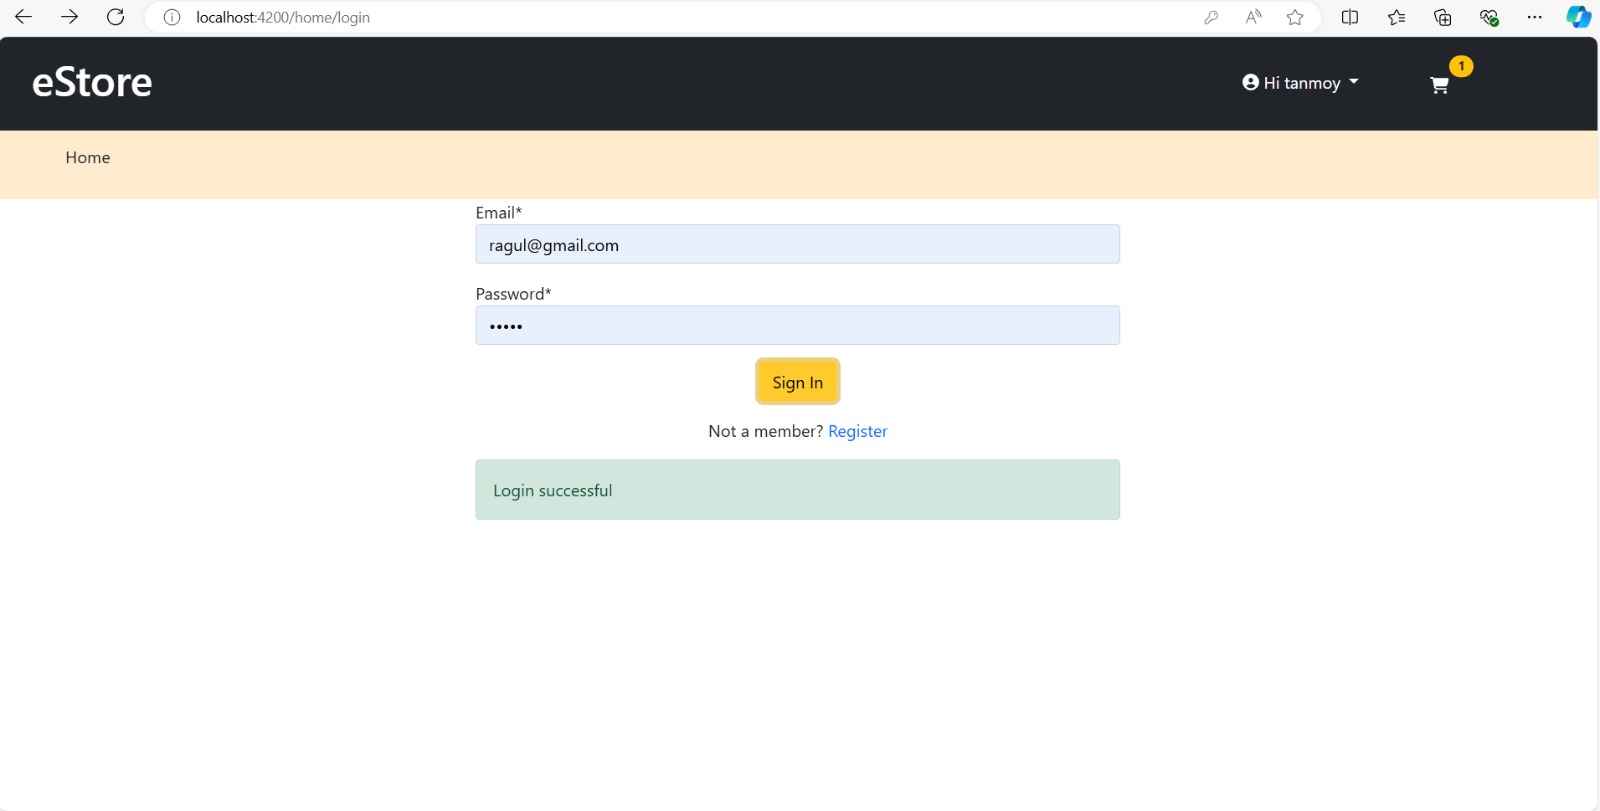 localhost:4200/home/login
eStore
Hi tanmoy
1
Home
Email*
ragul@gmail.com
Password*
•••••
Sign In
Not a member? Register
Login successful